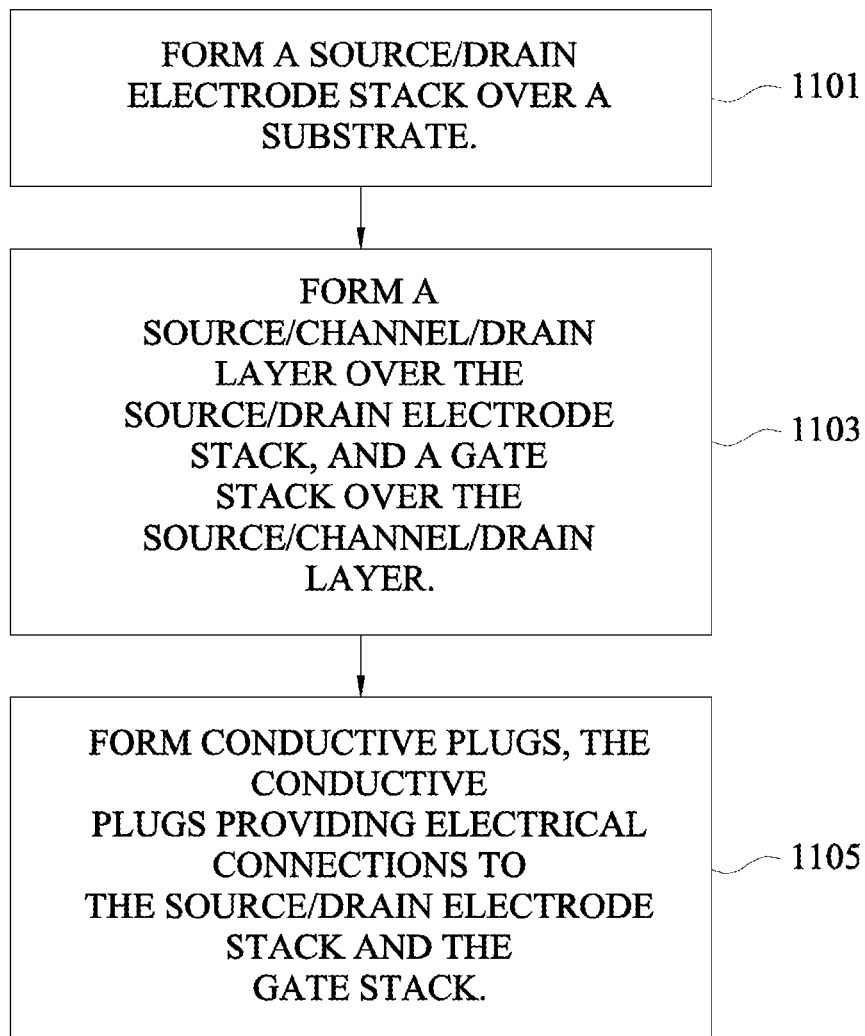 FORM A SOURCE/DRAIN
ELECTRODE STACK OVER A
SUBSTRATE.
1101
FORM A
SOURCE/CHANNEL/DRAIN
LAYER OVER THE
SOURCE/DRAIN ELECTRODE
STACK, AND A GATE
STACK OVER THE
SOURCE/CHANNEL/DRAIN
LAYER.
1103
FORM CONDUCTIVE PLUGS, THE
CONDUCTIVE
PLUGS PROVIDING ELECTRICAL
CONNECTIONS TO
THE SOURCE/DRAIN ELECTRODE
STACK AND THE
GATE STACK.
1105